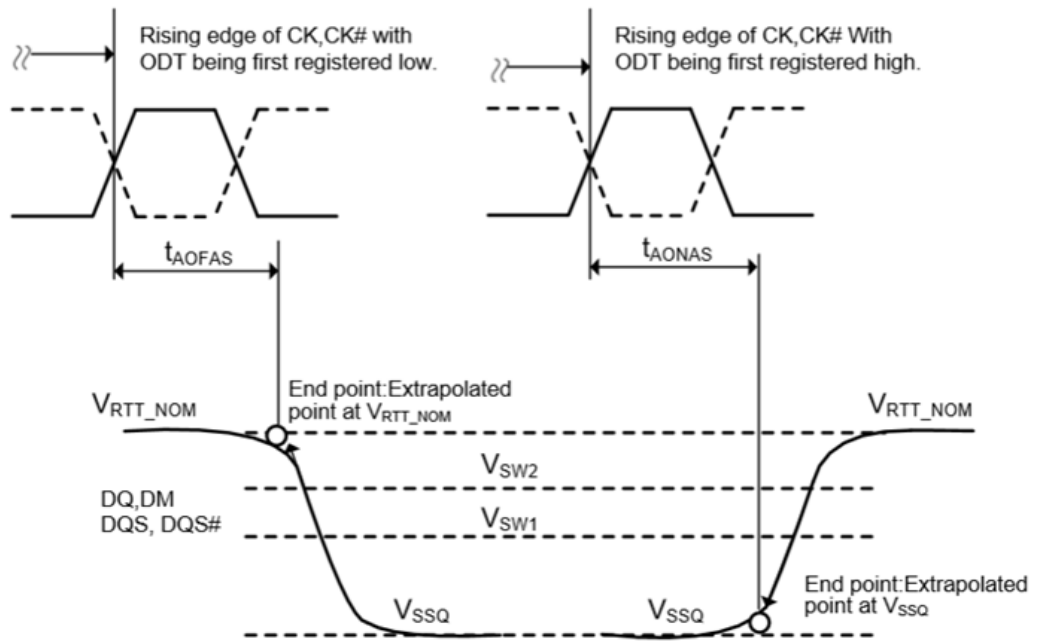 Rising edge of CK,CK# with
ODT being first registered low.
Rising edge of CK,CK# With
ODT being first registered high.
tAOFAS
tAONAS
End point:Extrapolated
point at VRTT_NOM
VRTT_NOM
VRTT_NOM
VSW2
DQ,DM
DQS, DQS#
VSW1
End point:Extrapolated
point at VSSQ
VSSQ
VSSQ